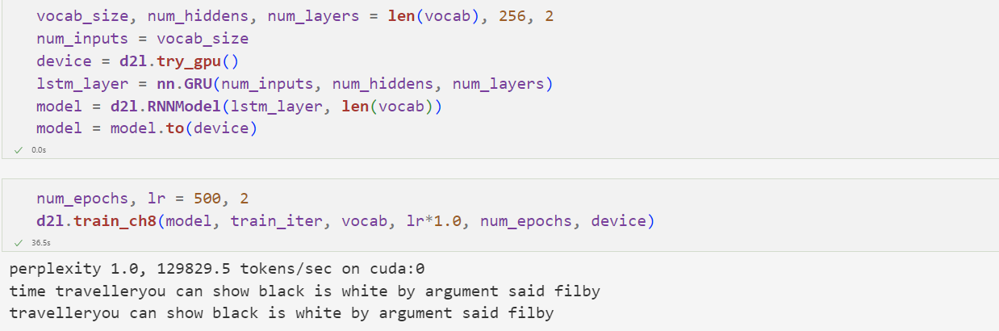 vocab_size, num_hiddens, num_layers = len(vocab), 256, 2
num_inputs = vocab_size
device = d2l.try_gpu()
lstm_layer = nn.GRU(num_inputs, num_hiddens, num_layers)
model = d2l.RNNModel(lstm_layer, len(vocab))
model = model.to(device)
✓ 0.0s
num_epochs, lr = 500, 2
d2l.train_ch8(model, train_iter, vocab, lr*1.0, num_epochs, device)
✓ 36.5s
perplexity 1.0, 129829.5 tokens/sec on cuda:0
time travelleryou can show black is white by argument said filby
travelleryou can show black is white by argument said filby